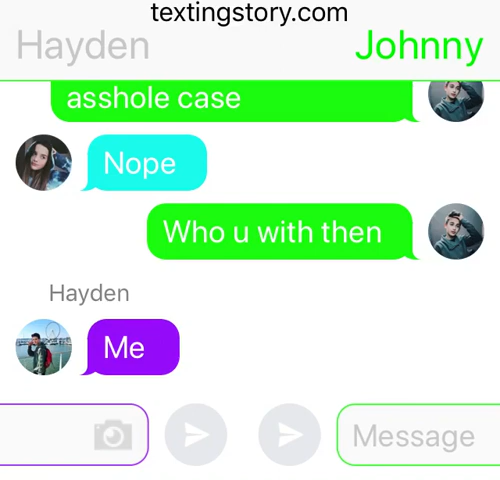 textingstory.com
Hayden Johnny
asshole case
Nope
Who u with then
Hayden
Me
Message